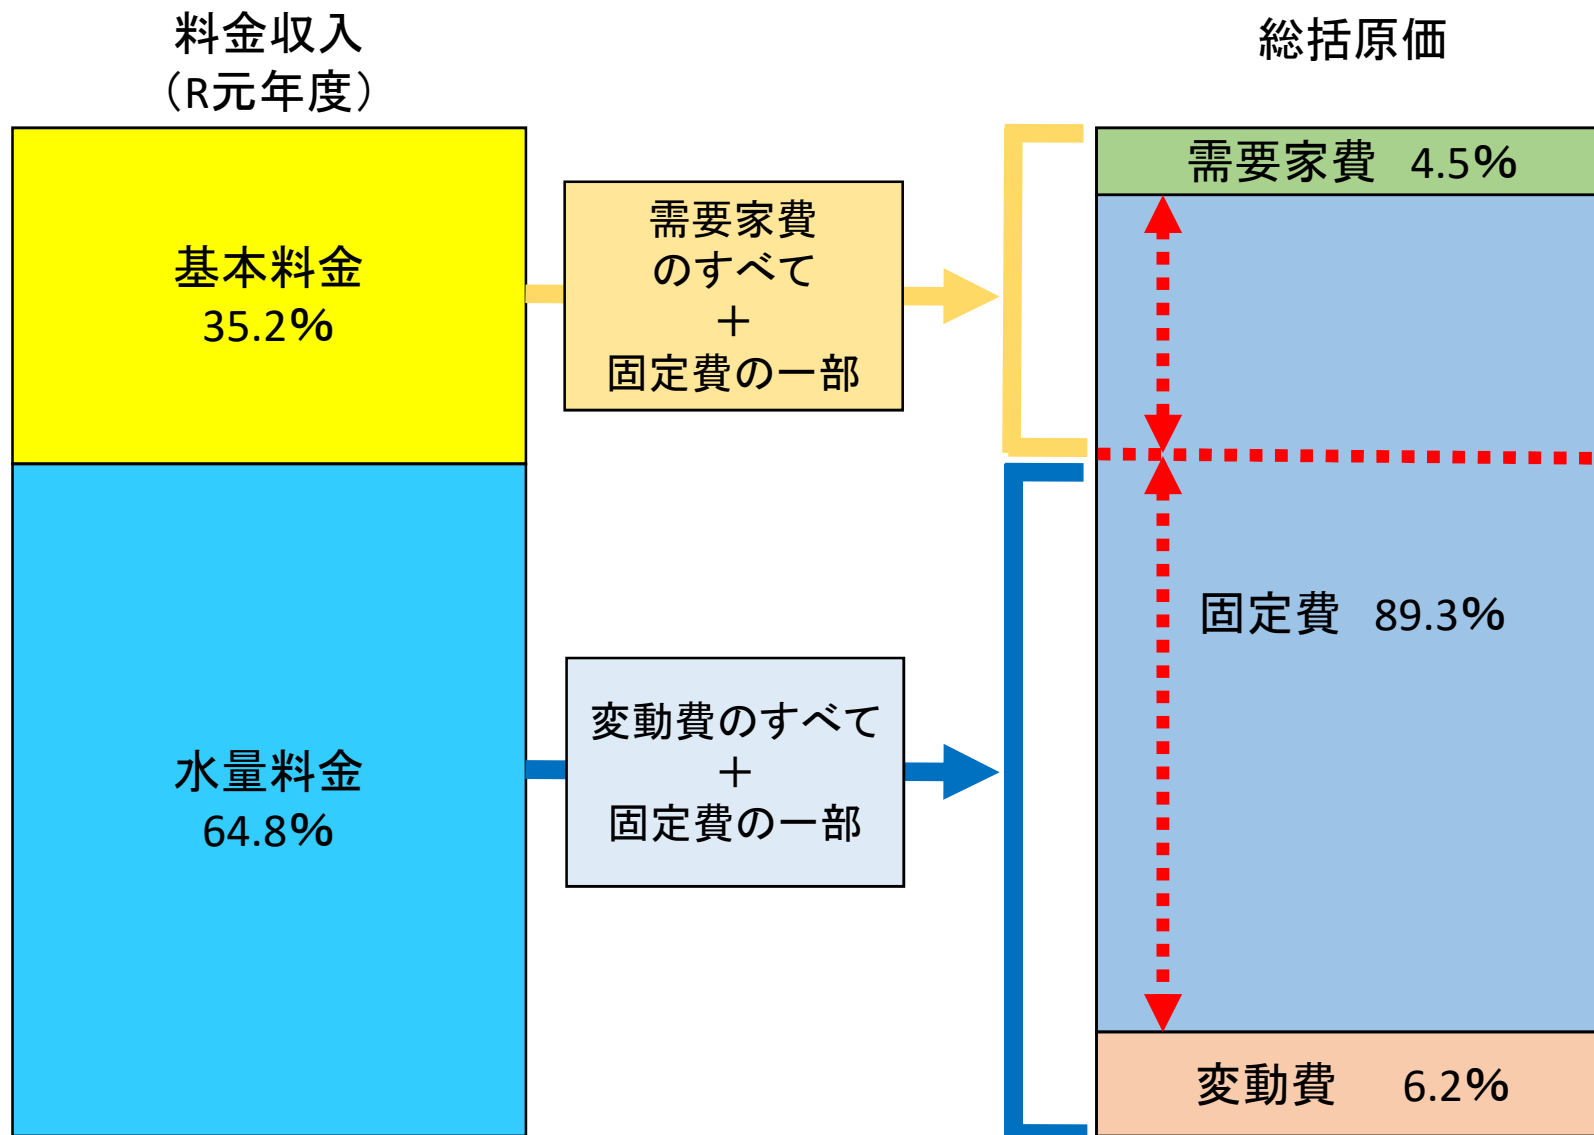 料金収入
（R元年度）
基本料金
35.2%
水量料金
64.8%
需要家費
のすべて
＋
固定費の一部
変動費のすべて
＋
固定費の一部
総括原価
需要家費 4.5%
固定費 89.3%
変動費 6.2%